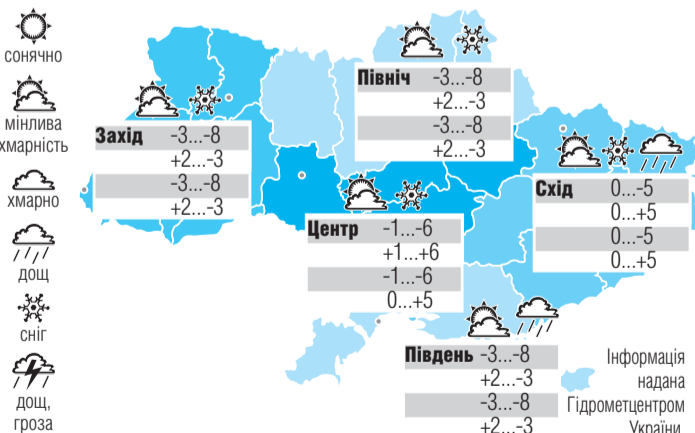 сонячно
мінлива
хмарність
хмарно
дощ
сніг
дощ,
гроза
Північ -3...-8
+2...-3
-3...-8
+2...-3
Захід -3...-8
+2...-3
-3...-8
+2...-3
Схід 0...-5
0...+5
0...-5
0...+5
Центр -1...-6
+1...+6
-1...-6
0...+5
Південь -3...-8
+2...-3
-3...-8
+2...-3
Інформація
надана
Гідрометцентром
України.